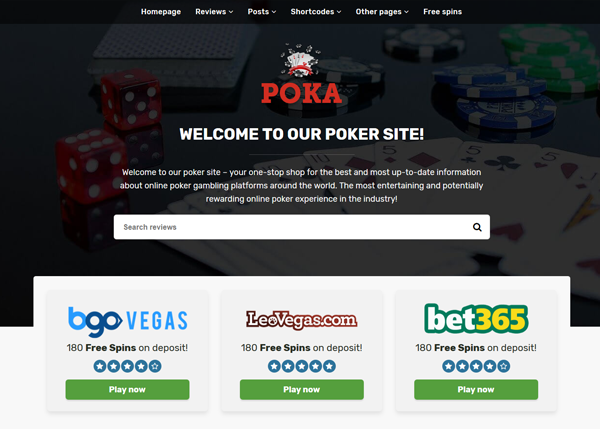 Homepage Reviews Posts Shortcodes Other pages Free spins
POKA
WELCOME TO OUR POKER SITE!
Welcome to our poker site – your one-stop shop for the best and most up-to-date information
about online poker gambling platforms around the world. The most entertaining and potentially
rewarding online poker experience in the industry!
Search reviews
bgo VEGAS
180 Free Spins on deposit!
Play now
LeoVegas.com
180 Free Spins on deposit!
Play now
bet365
180 Free Spins on deposit!
Play now